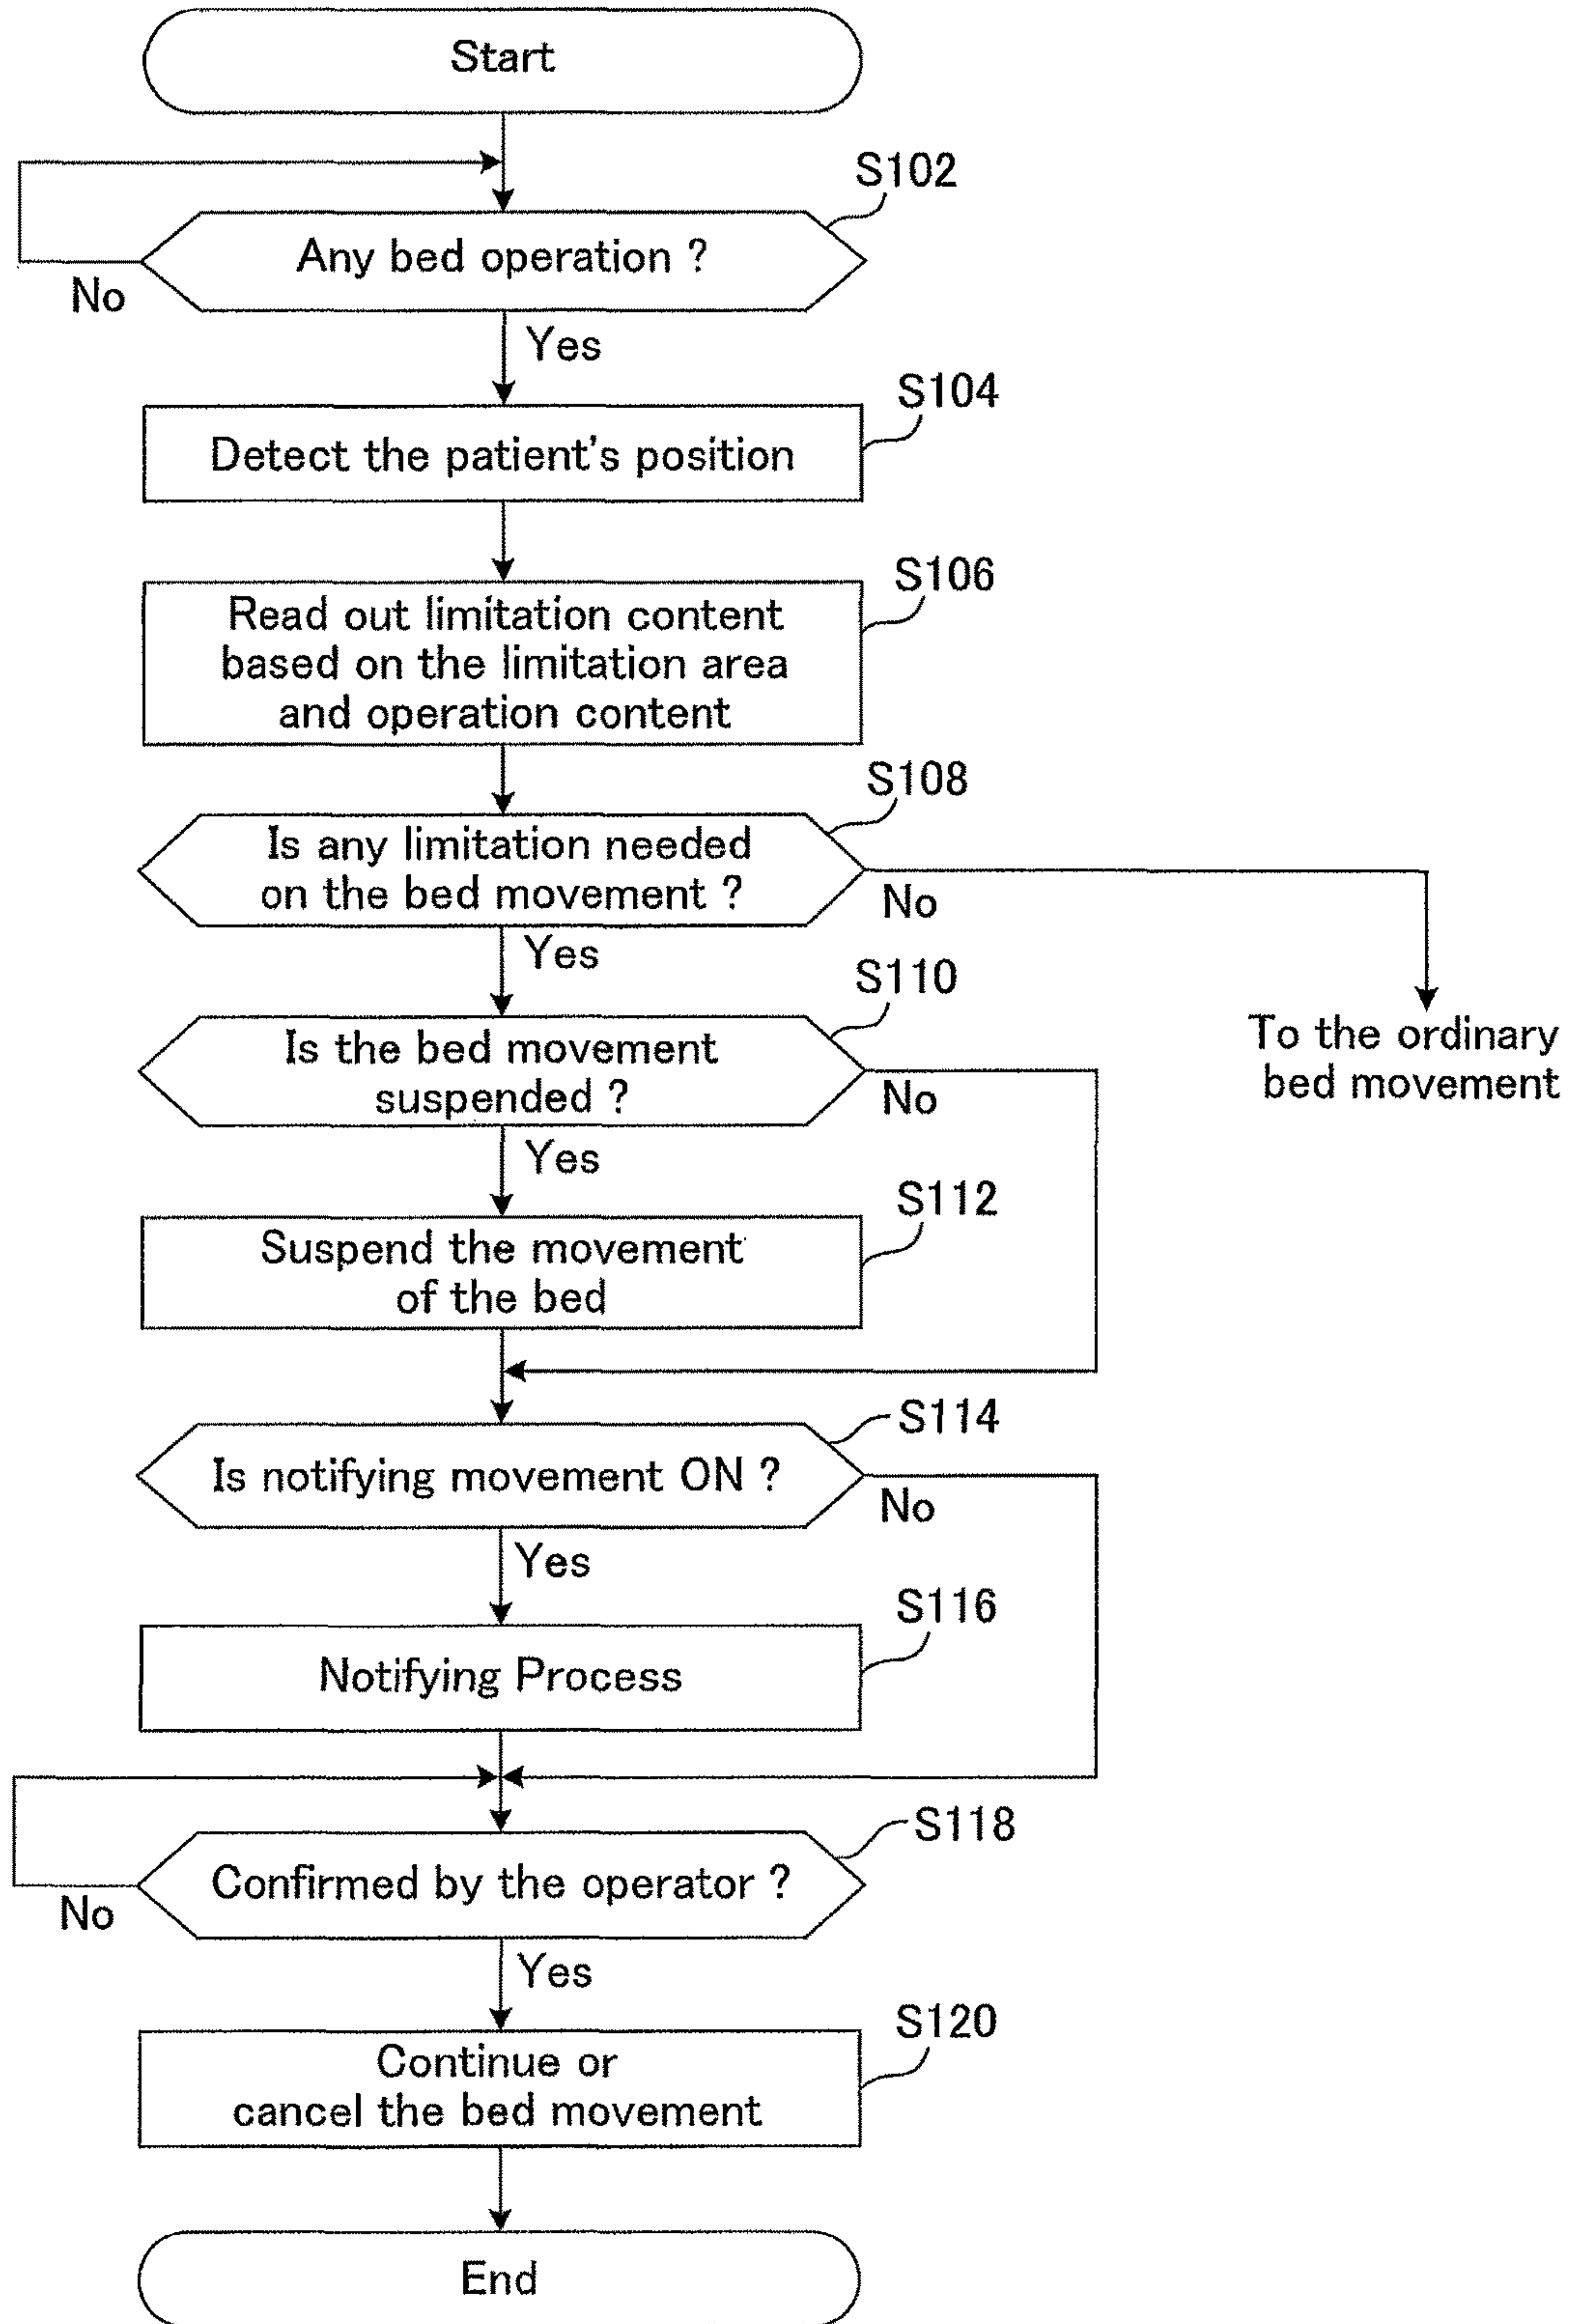 Start
S102
Any bed operation ?
No
Yes
S104
Detect the patient's position
S106
Read out limitation content
based on the limitation area
and operation content
S108
Is any limitation needed
on the bed movement ?
No
Yes
S110
Is the bed movement
suspended ?
No
To the ordinary
bed movement
Yes
S112
Suspend the movement
of the bed
S114
Is notifying movement ON ?
No
Yes
S116
Notifying Process
S118
Confirmed by the operator ?
No
Yes
S120
Continue or
cancel the bed movement
End